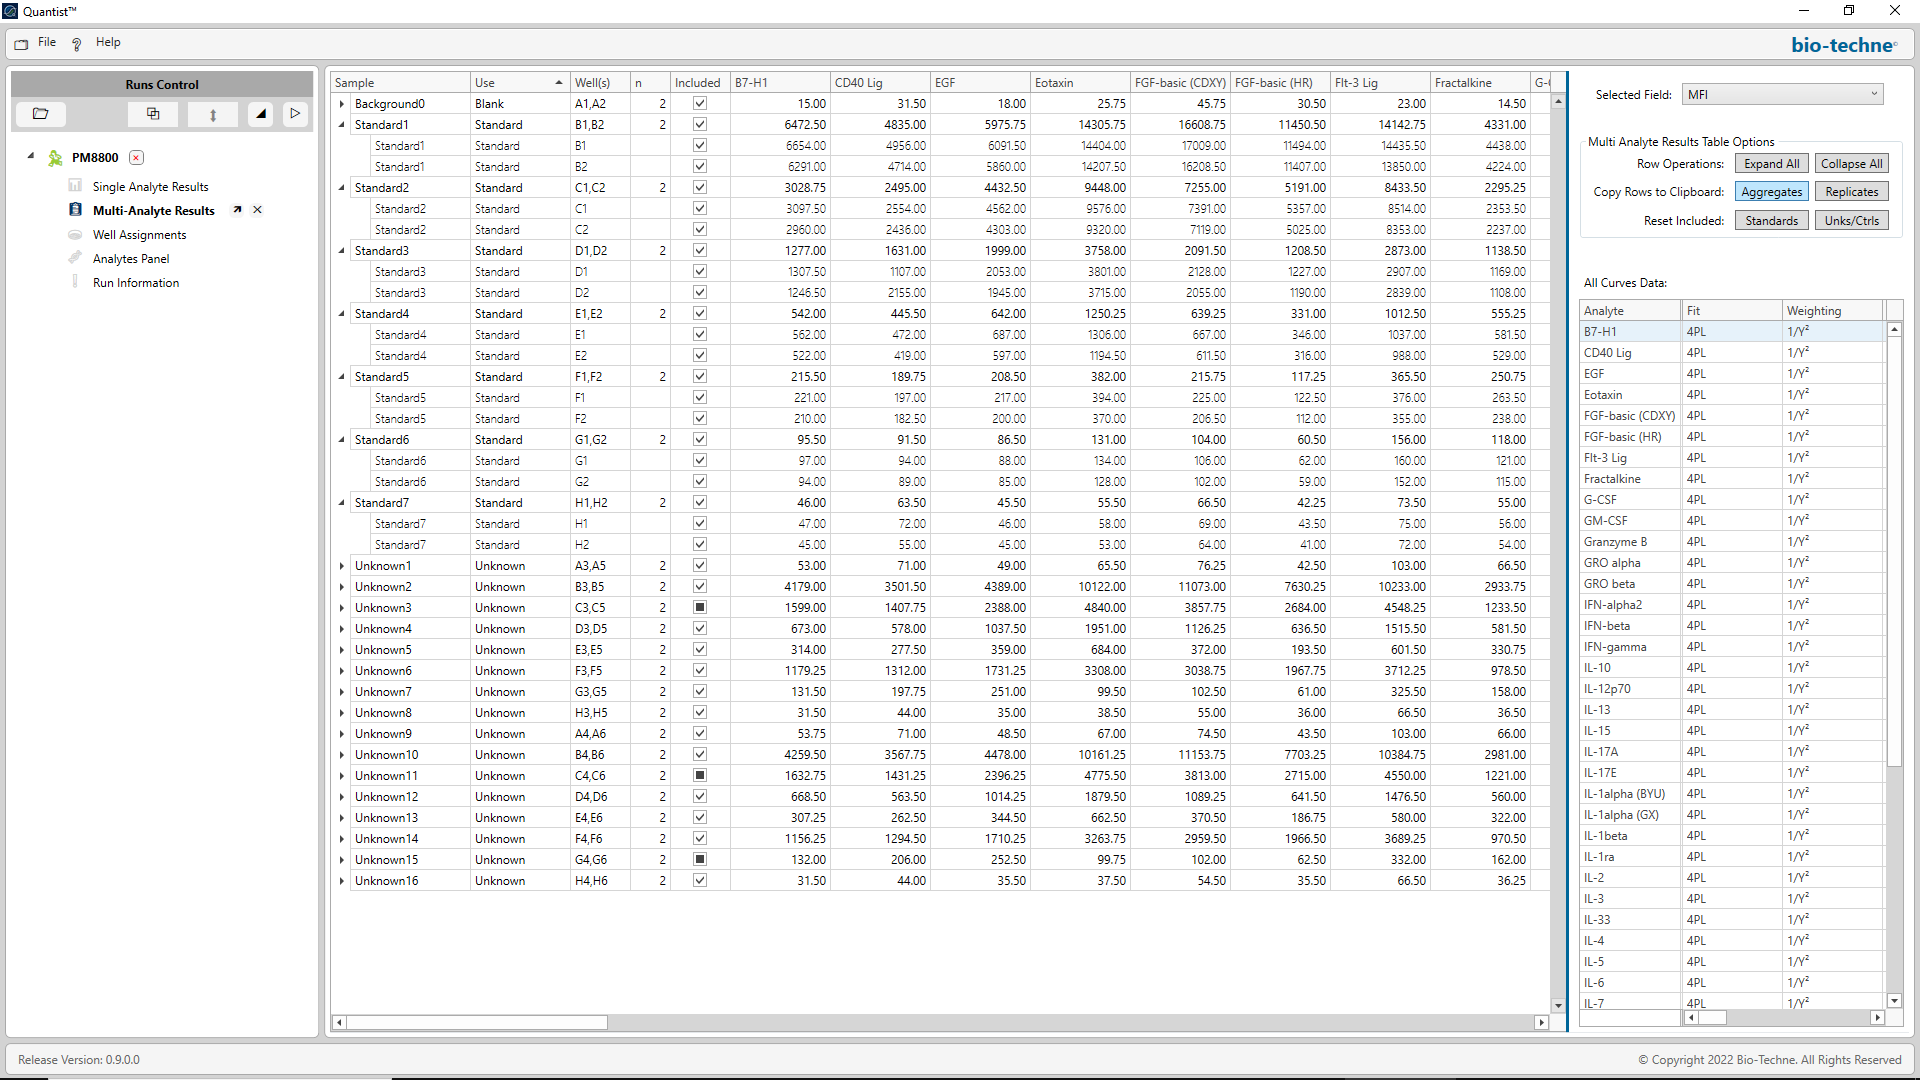 Quantist™
File ? Help
bio-techne
Runs Control
PM8800
Single Analyte Results
Multi-Analyte Results
Well Assignments
Analytes Panel
Run Information
Sample Use Well(s) n Included B7-H1 CD40 Lig EGF Eotaxin FGF-basic (CDXY) FGF-basic (HR) Flt-3 Lig Fractalkine G-
Background0 Blank A1,A2 2 15.00 31.50 18.00 25.75 45.75 30.50 23.00 14.50
Standard1 Standard B1,B2 2 6472.50 4835.00 5975.75 14305.75 16608.75 11450.50 14142.75 4331.00
Standard1 Standard B1 6654.00 4956.00 6091.50 14404.00 17009.00 11494.00 14435.50 4438.00
Standard1 Standard B2 6291.00 4714.00 5860.00 14207.50 16208.50 11407.00 13850.00 4224.00
Standard2 Standard C1,C2 2 3028.75 2495.00 4432.50 9448.00 7255.00 5191.00 8433.50 2295.25
Standard2 Standard C1 3097.50 2554.00 4562.00 9576.00 7391.00 5357.00 8514.00 2353.50
Standard2 Standard C2 2960.00 2436.00 4303.00 9320.00 7119.00 5025.00 8353.00 2237.00
Standard3 Standard D1,D2 2 1277.00 1631.00 1999.00 3758.00 2091.50 1208.50 2873.00 1138.50
Standard3 Standard D1 1307.50 1107.00 2053.00 3801.00 2128.00 1227.00 2907.00 1169.00
Standard3 Standard D2 1246.50 2155.00 1945.00 3715.00 2055.00 1190.00 2839.00 1108.00
Standard4 Standard E1,E2 2 542.00 445.50 642.00 1250.25 639.25 331.00 1012.50 555.25
Standard4 Standard E1 562.00 472.00 687.00 1306.00 667.00 346.00 1037.00 581.50
Standard4 Standard E2 522.00 419.00 597.00 1194.50 611.50 316.00 988.00 529.00
Standard5 Standard F1,F2 2 215.50 189.75 208.50 382.00 215.75 117.25 365.50 250.75
Standard5 Standard F1 221.00 197.00 217.00 394.00 225.00 122.50 376.00 263.50
Standard5 Standard F2 210.00 182.50 200.00 370.00 206.50 112.00 355.00 238.00
Standard6 Standard G1,G2 2 95.50 91.50 86.50 131.00 104.00 60.50 156.00 118.00
Standard6 Standard G1 97.00 94.00 88.00 134.00 106.00 62.00 160.00 121.00
Standard6 Standard G2 94.00 89.00 85.00 128.00 102.00 59.00 152.00 115.00
Standard7 Standard H1,H2 2 46.00 63.50 45.50 55.50 66.50 42.25 73.50 55.00
Standard7 Standard H1 47.00 72.00 46.00 58.00 69.00 43.50 75.00 56.00
Standard7 Standard H2 45.00 55.00 45.00 53.00 64.00 41.00 72.00 54.00
Unknown1 Unknown A3,A5 2 53.00 71.00 49.00 65.50 76.25 42.50 103.00 66.50
Unknown2 Unknown B3,B5 2 4179.00 3501.50 4389.00 10122.00 11073.00 7630.25 10233.00 2933.75
Unknown3 Unknown C3,C5 2 1599.00 1407.75 2388.00 4840.00 3857.75 2684.00 4548.25 1233.50
Unknown4 Unknown D3,D5 2 673.00 578.00 1037.50 1951.00 1126.25 636.50 1515.50 581.50
Unknown5 Unknown E3,E5 2 314.00 277.50 359.00 684.00 372.00 193.50 601.50 330.75
Unknown6 Unknown F3,F5 2 1179.25 1312.00 1731.25 3308.00 3038.75 1967.75 3712.25 978.50
Unknown7 Unknown G3,G5 2 131.50 197.75 251.00 99.50 102.50 61.00 325.50 158.00
Unknown8 Unknown H3,H5 2 31.50 44.00 35.00 38.50 55.00 36.00 66.50 36.50
Unknown9 Unknown A4,A6 2 53.75 71.00 48.50 67.00 74.50 43.50 103.00 66.00
Unknown10 Unknown B4,B6 2 4259.50 3567.75 4478.00 10161.25 11153.75 7703.25 10384.75 2981.00
Unknown11 Unknown C4,C6 2 1632.75 1431.25 2396.25 4775.50 3813.00 2715.00 4550.00 1221.00
Unknown12 Unknown D4,D6 2 668.50 563.50 1014.25 1879.50 1089.25 641.50 1476.50 560.00
Unknown13 Unknown E4,E6 2 307.25 262.50 344.50 662.50 370.50 186.75 580.00 322.00
Unknown14 Unknown F4,F6 2 1156.25 1294.50 1710.25 3263.75 2959.50 1966.50 3689.25 970.50
Unknown15 Unknown G4,G6 2 132.00 206.00 252.50 99.75 102.00 62.50 332.00 162.00
Unknown16 Unknown H4,H6 2 31.50 44.00 35.50 37.50 54.50 35.50 66.50 36.25
Selected Field: MFI
Multi Analyte Results Table Options
Row Operations: Expand All Collapse All
Copy Rows to Clipboard: Aggregates Replicates
Reset Included: Standards Unks/Ctrls
All Curves Data:
Analyte Fit Weighting
B7-H1 4PL 1/Y²
CD40 Lig 4PL 1/Y²
EGF 4PL 1/Y²
Eotaxin 4PL 1/Y²
FGF-basic (CDXY) 4PL 1/Y²
FGF-basic (HR) 4PL 1/Y²
Flt-3 Lig 4PL 1/Y²
Fractalkine 4PL 1/Y²
G-CSF 4PL 1/Y²
GM-CSF 4PL 1/Y²
Granzyme B 4PL 1/Y²
GRO alpha 4PL 1/Y²
GRO beta 4PL 1/Y²
IFN-alpha2 4PL 1/Y²
IFN-beta 4PL 1/Y²
IFN-gamma 4PL 1/Y²
IL-10 4PL 1/Y²
IL-12p70 4PL 1/Y²
IL-13 4PL 1/Y²
IL-15 4PL 1/Y²
IL-17A 4PL 1/Y²
IL-17E 4PL 1/Y²
IL-1alpha (BYU) 4PL 1/Y²
IL-1alpha (GX) 4PL 1/Y²
IL-1beta 4PL 1/Y²
IL-1ra 4PL 1/Y²
IL-2 4PL 1/Y²
IL-3 4PL 1/Y²
IL-33 4PL 1/Y²
IL-4 4PL 1/Y²
IL-5 4PL 1/Y²
IL-6 4PL 1/Y²
IL-7 4PL 1/Y²
Release Version: 0.9.0.0
© Copyright 2022 Bio-Techne. All Rights Reserved